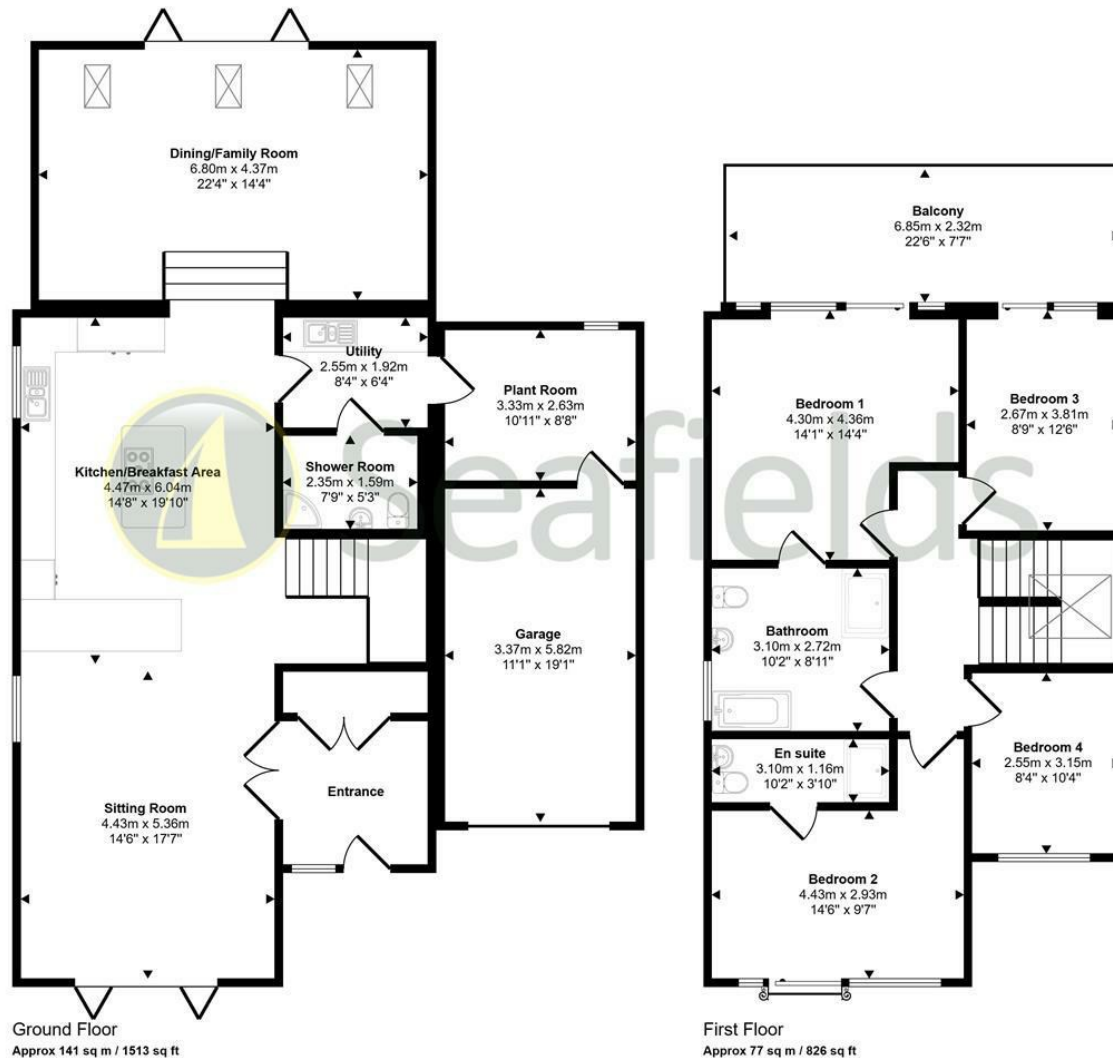 Dining/Family Room
6.80m x 4.37m
22'4" x 14'4"
Utility
2.55m x 1.92m
8'4" x 6'4"
Plant Room
3.33m x 2.63m
10'11" x 8'8"
Kitchen/Breakfast Area
4.47m x 6.04m
14'8" x 19'10"
Shower Room
2.35m x 1.59m
7'9" x 5'3"
Seafields
Garage
3.37m x 5.82m
11'1" x 19'1"
Sitting Room
4.43m x 5.36m
14'6" x 17'7"
Entrance
Ground Floor
Approx 141 sq m / 1513 sq ft
Balcony
6.85m x 2.32m
22'6" x 7'7"
Bedroom 1
4.30m x 4.36m
14'1" x 14'4"
Bedroom 3
2.67m x 3.81m
8'9" x 12'6"
Bathroom
3.10m x 2.72m
10'2" x 8'11"
En suite
3.10m x 1.16m
10'2" x 3'10"
Bedroom 4
2.55m x 3.15m
8'4" x 10'4"
Bedroom 2
4.43m x 2.93m
14'6" x 9'7"
First Floor
Approx 77 sq m / 826 sq ft